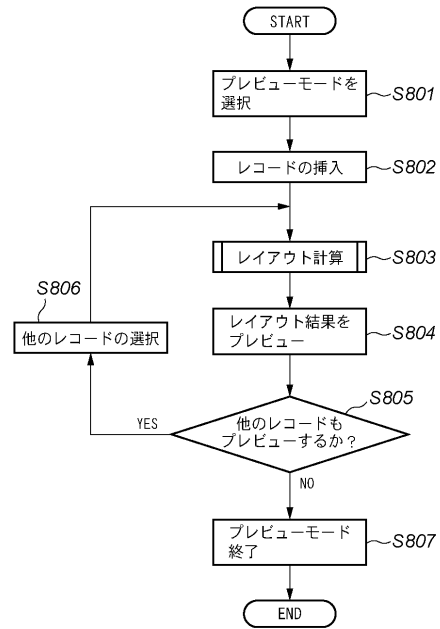 START
プレビューモードを
選択
S801
レコードの挿入
S802
レイアウト計算
S803
S806
他のレコードの選択
レイアウト結果を
プレビュー
S804
S805
他のレコードも
プレビューするか?
YES
NO
プレビューモード
終了
S807
END